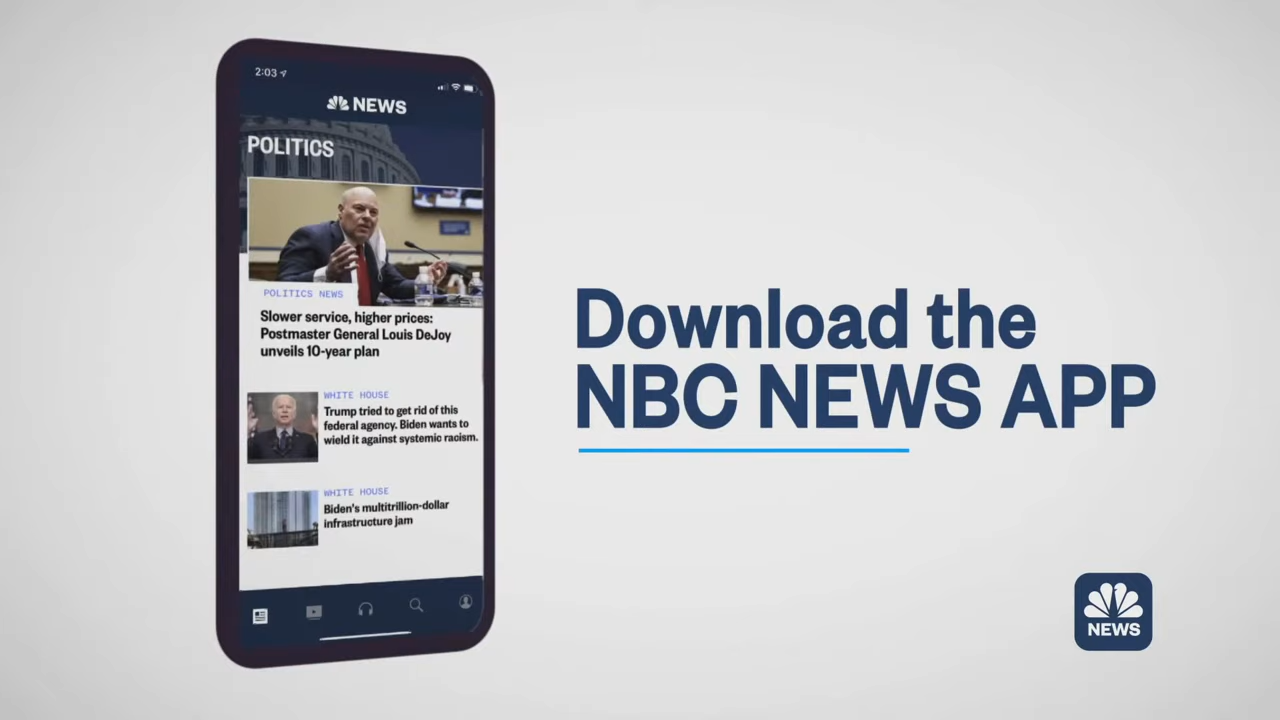 2:03
NEWS
POLITICS
POLITICS NEWS
Slower service, higher prices:
Postmaster General Louis DeJoy
unveils 10-year plan
WHITE HOUSE
Trump tried to get rid of this
federal agency. Biden wants to
wield it against systemic racism.
WHITE HOUSE
Biden's multitrillion-dollar
infrastructure jam
Download the
NBC NEWS APP
NEWS